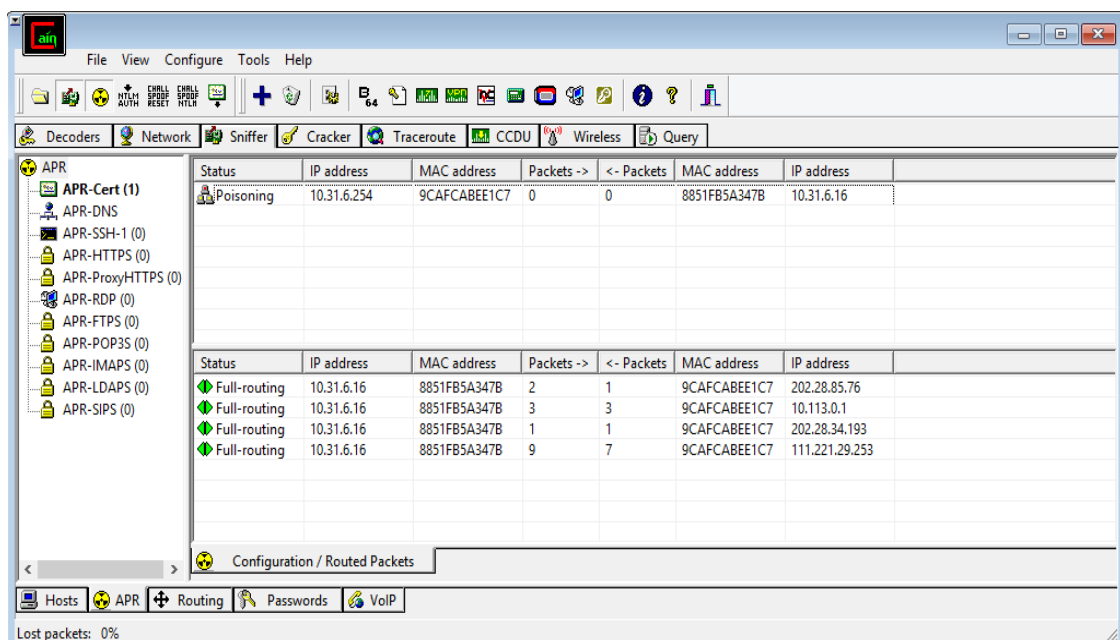 aın
File View Configure Tools Help
NTLM AUTH CHALL SPOOF RESET CHALL SPOOF NTLM B 64
Decoders Network Sniffer Cracker Traceroute CCDU Wireless Query
APR
APR-Cert (1)
APR-DNS
APR-SSH-1 (0)
APR-HTTPS (0)
APR-ProxyHTTPS (0)
APR-RDP (0)
APR-FTPS (0)
APR-POP3S (0)
APR-IMAPS (0)
APR-LDAPS (0)
APR-SIPS (0)
Status IP address MAC address Packets -> <- Packets MAC address IP address
Poisoning 10.31.6.254 9CAFCABEE1C7 0 0 8851FB5A347B 10.31.6.16
Status IP address MAC address Packets -> <- Packets MAC address IP address
Full-routing 10.31.6.16 8851FB5A347B 2 1 9CAFCABEE1C7 202.28.85.76
Full-routing 10.31.6.16 8851FB5A347B 3 3 9CAFCABEE1C7 10.113.0.1
Full-routing 10.31.6.16 8851FB5A347B 1 1 9CAFCABEE1C7 202.28.34.193
Full-routing 10.31.6.16 8851FB5A347B 9 7 9CAFCABEE1C7 111.221.29.253
Configuration / Routed Packets
Hosts APR Routing Passwords VoIP
Lost packets: 0%